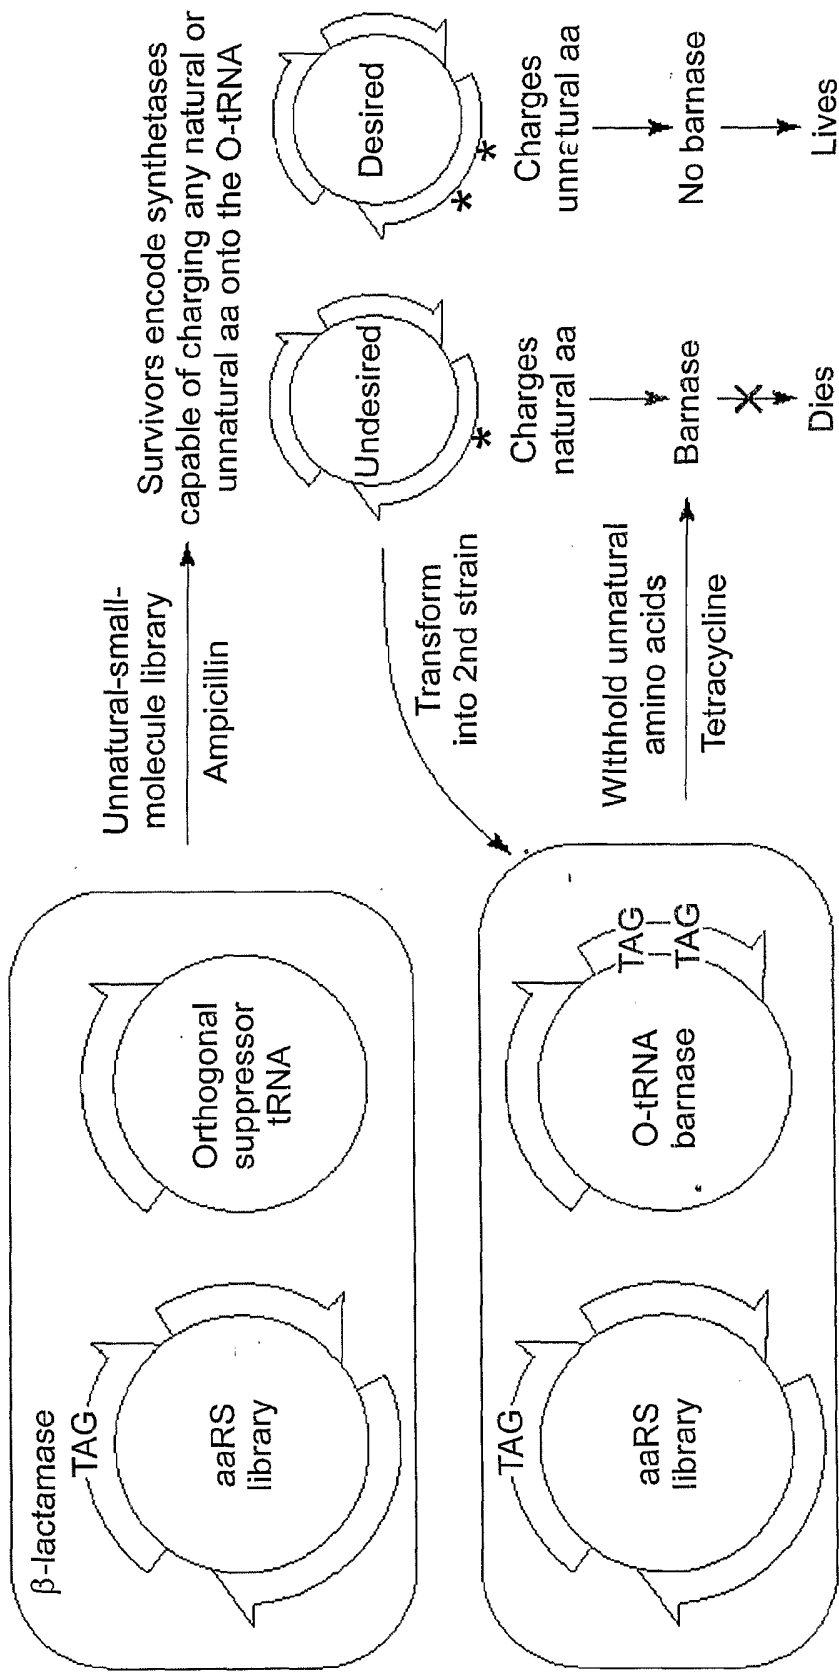 β-lactamase
TAG
aaRS
library
Orthogonal
suppressor
tRNA
Unnatural-small-
molecule library
Ampicillin
Survivors encode synthetases
capable of charging any natural or
unnatural aa onto the O-tRNA
Undesired
*
Desired
*
*
Transform
into 2nd strain
Charges
natural aa
Charges
unnatural aa
TAG
aaRS
library
O-tRNA
barnase
TAG
TAG
Withhold unnatural
amino acids
Tetracycline
Barnase
No barnase
Dies
Lives